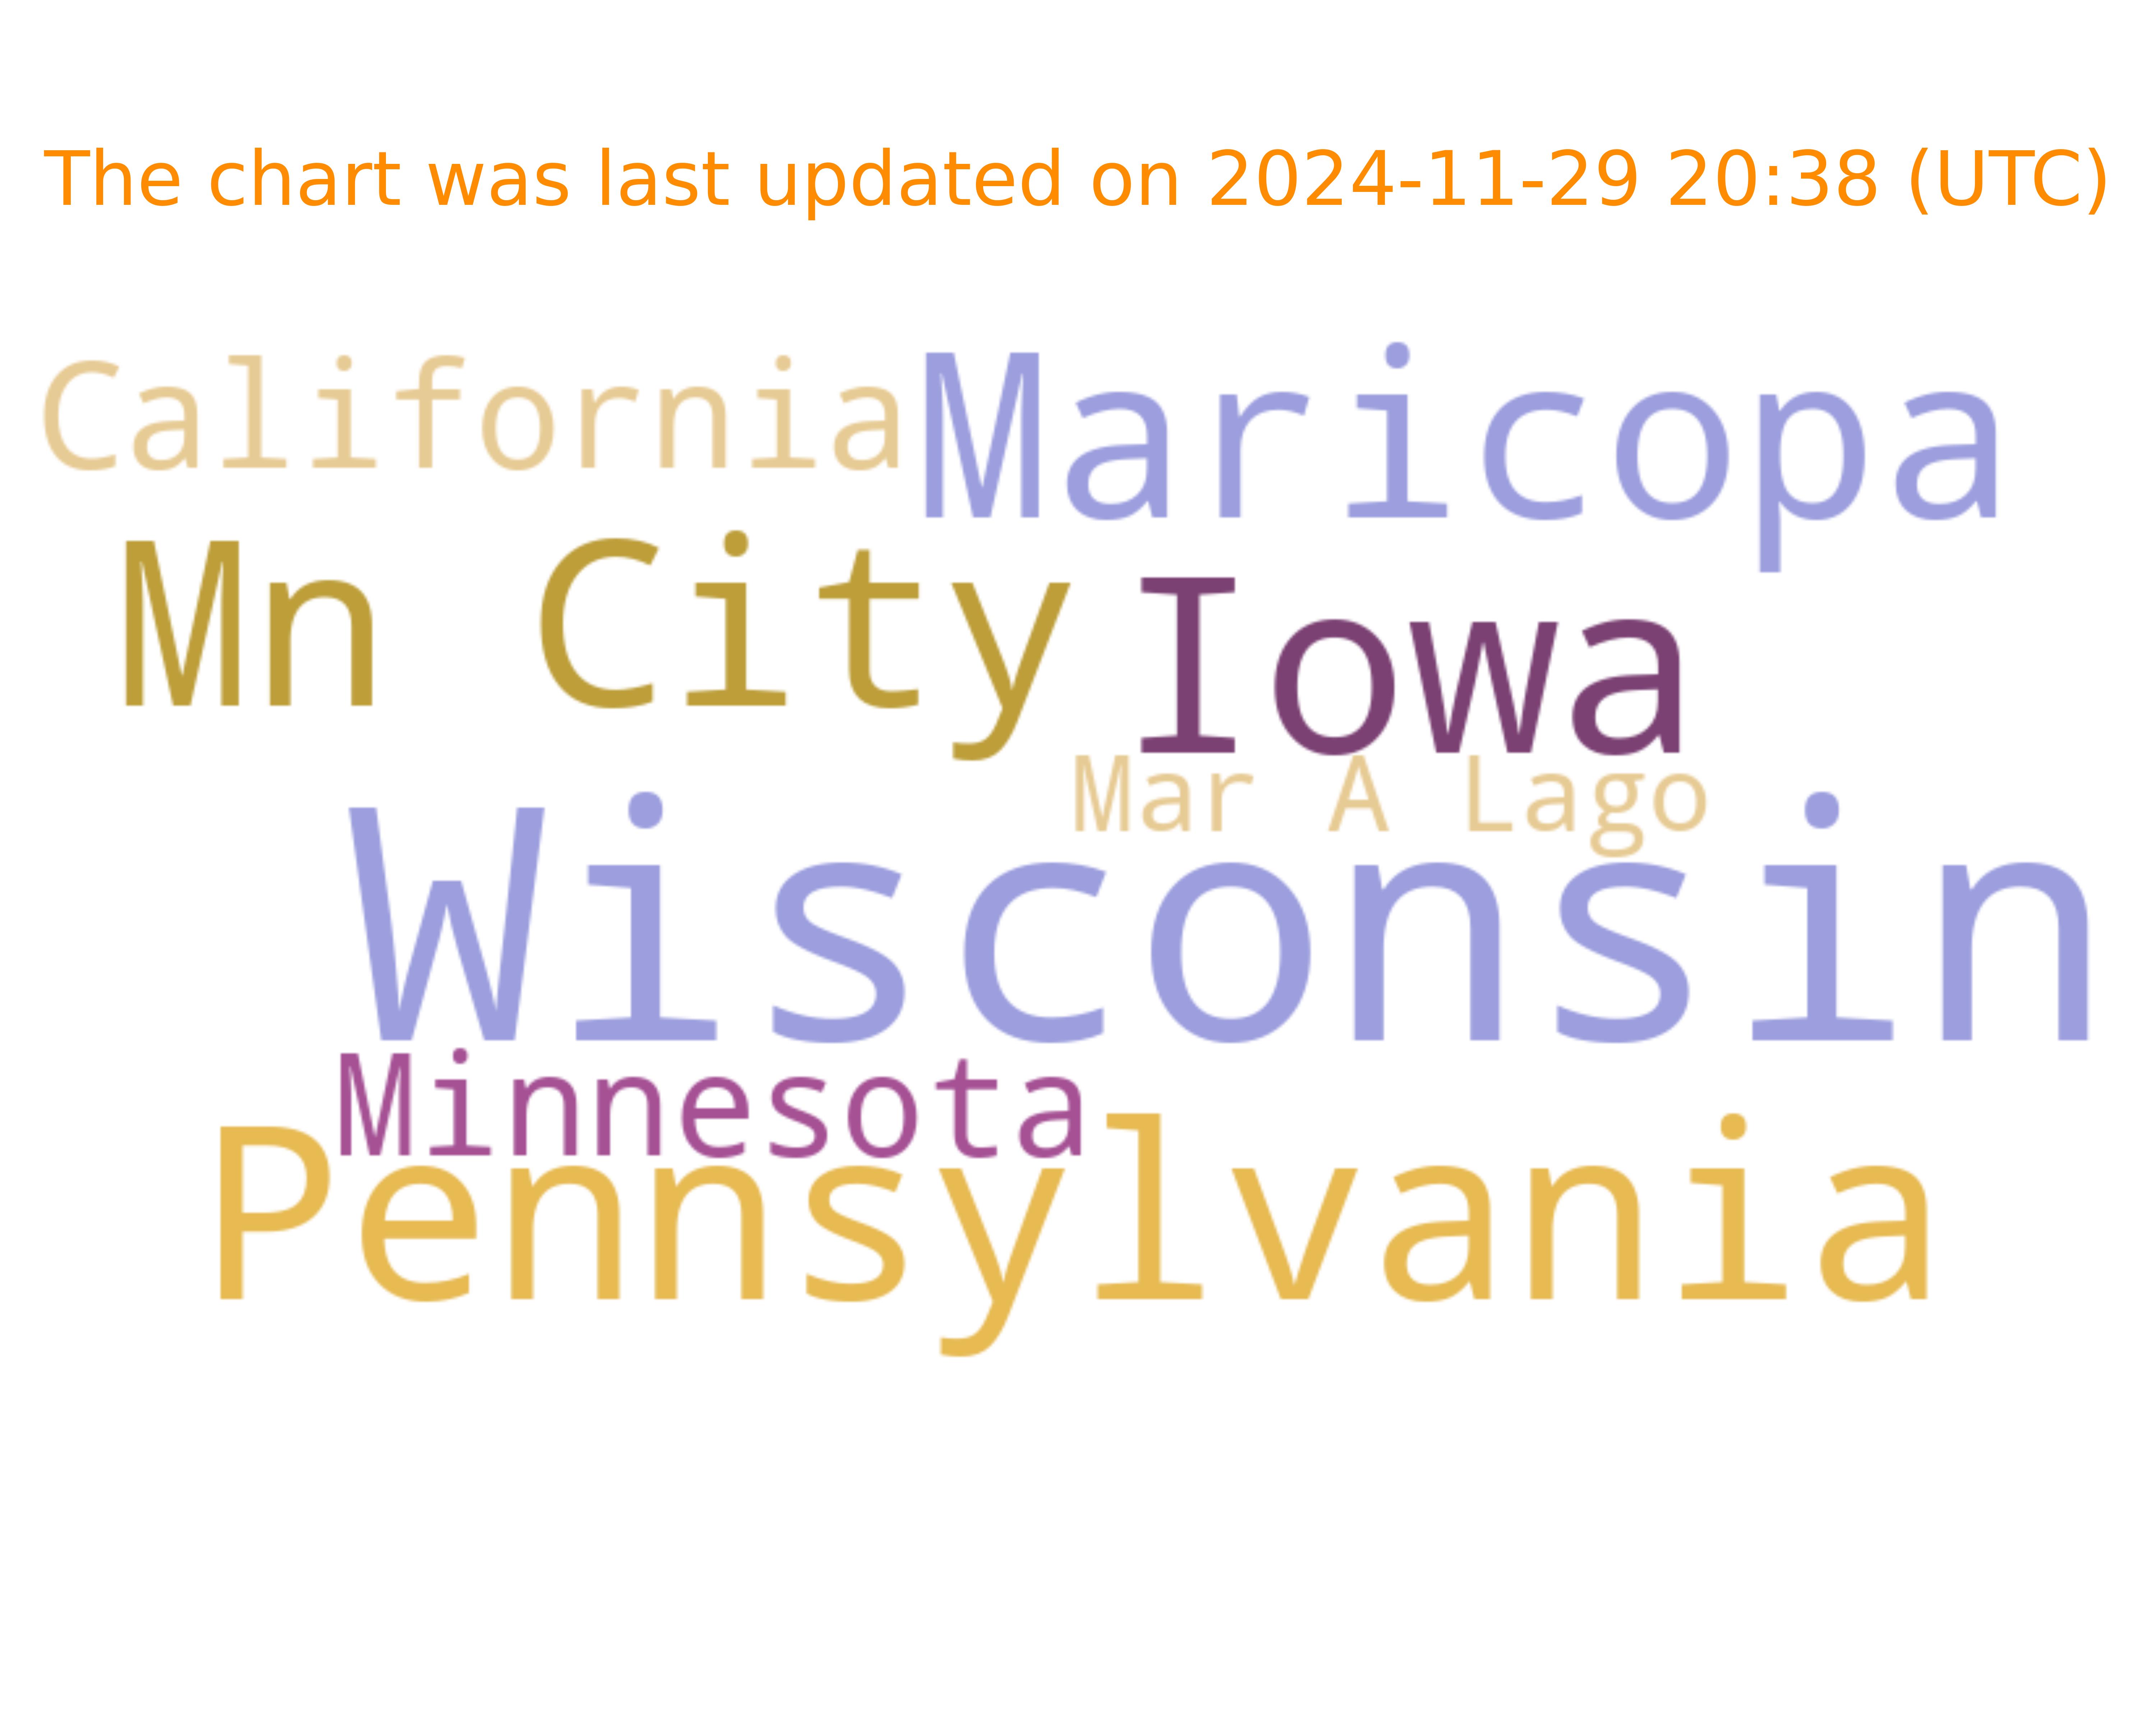 The chart was last updated on 2024-11-29 20:38 (UTC)
California Maricopa
Mn City Iowa
Mar A Lago
Wisconsin
Minnesota
Pennsylvania